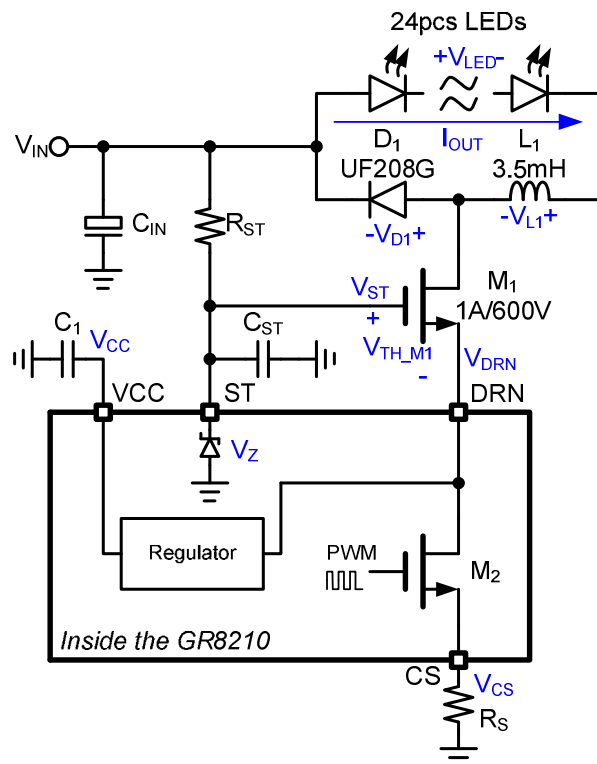 24pcs LEDs
+VLED-
VIN
D1
IOUT
L1
UF208G
3.5mH
CIN
RST
-VD1+
-VL1+
VST
M1
+
1A/600V
C1
VCC
CST
VTH_M1
VDRN
-
VCC
ST
DRN
VZ
Regulator
PWM
M2
Inside the GR8210
CS
VCS
RS